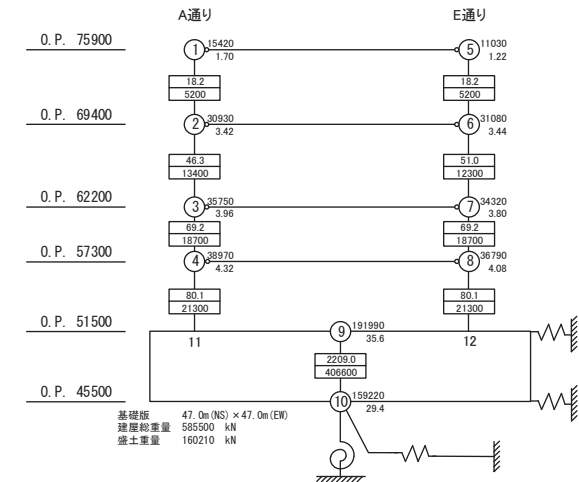 A通り E通り
O.P. 75900
1 15420 1.70
5 11030 1.22
18.2 5200
18.2 5200
O.P. 69400
2 30930 3.42
6 31080 3.44
46.3 13400
51.0 12300
O.P. 62200
3 35750 3.96
7 34320 3.80
69.2 18700
69.2 18700
O.P. 57300
4 38970 4.32
8 36790 4.08
80.1 21300
80.1 21300
O.P. 51500
11
9 191990 35.6
12
2209.0 406600
O.P. 45500
10 159220 29.4
基礎版 47.0m(NS)×47.0m(EW)
建屋総重量 585500 kN
盛土重量 160210 kN